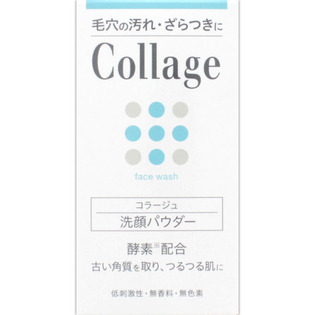 毛穴の汚れ・ざらつきに
Collage
face wash
コラージュ
洗顔パウダー
酵素※配合
古い角質を取り、つるつる肌に
低刺激性・無香料・無色素